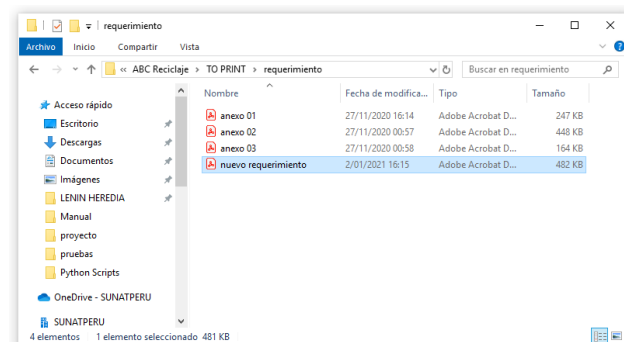 requerimiento
Archivo Inicio Compartir Vista
« ABC Reciclaje > TO PRINT > requerimiento Buscar en requerimiento
Nombre Fecha de modifica... Tipo Tamaño
Acceso rápido
Escritorio
Descargas
Documentos
Imágenes
LENIN HEREDIA
Manual
proyecto
pruebas
Python Scripts
OneDrive - SUNATPERU
SUNATPERU
anexo 01 27/11/2020 16:14 Adobe Acrobat D... 247 KB
anexo 02 27/11/2020 00:57 Adobe Acrobat D... 448 KB
anexo 03 27/11/2020 00:58 Adobe Acrobat D... 164 KB
nuevo requerimiento 2/01/2021 16:15 Adobe Acrobat D... 482 KB
4 elementos 1 elemento seleccionado 481 KB